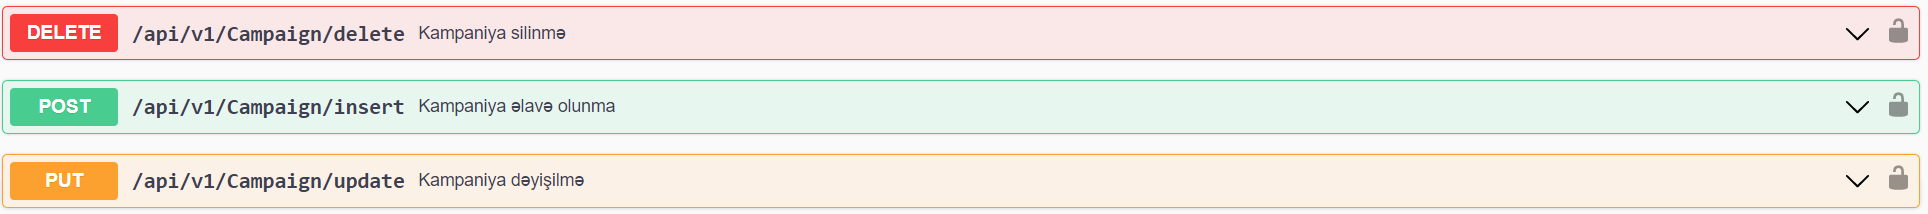 DELETE /api/v1/Campaign/delete Kampaniya silinmə
POST /api/v1/Campaign/insert Kampaniya əlavə olunma
PUT /api/v1/Campaign/update Kampaniya dəyişilmə